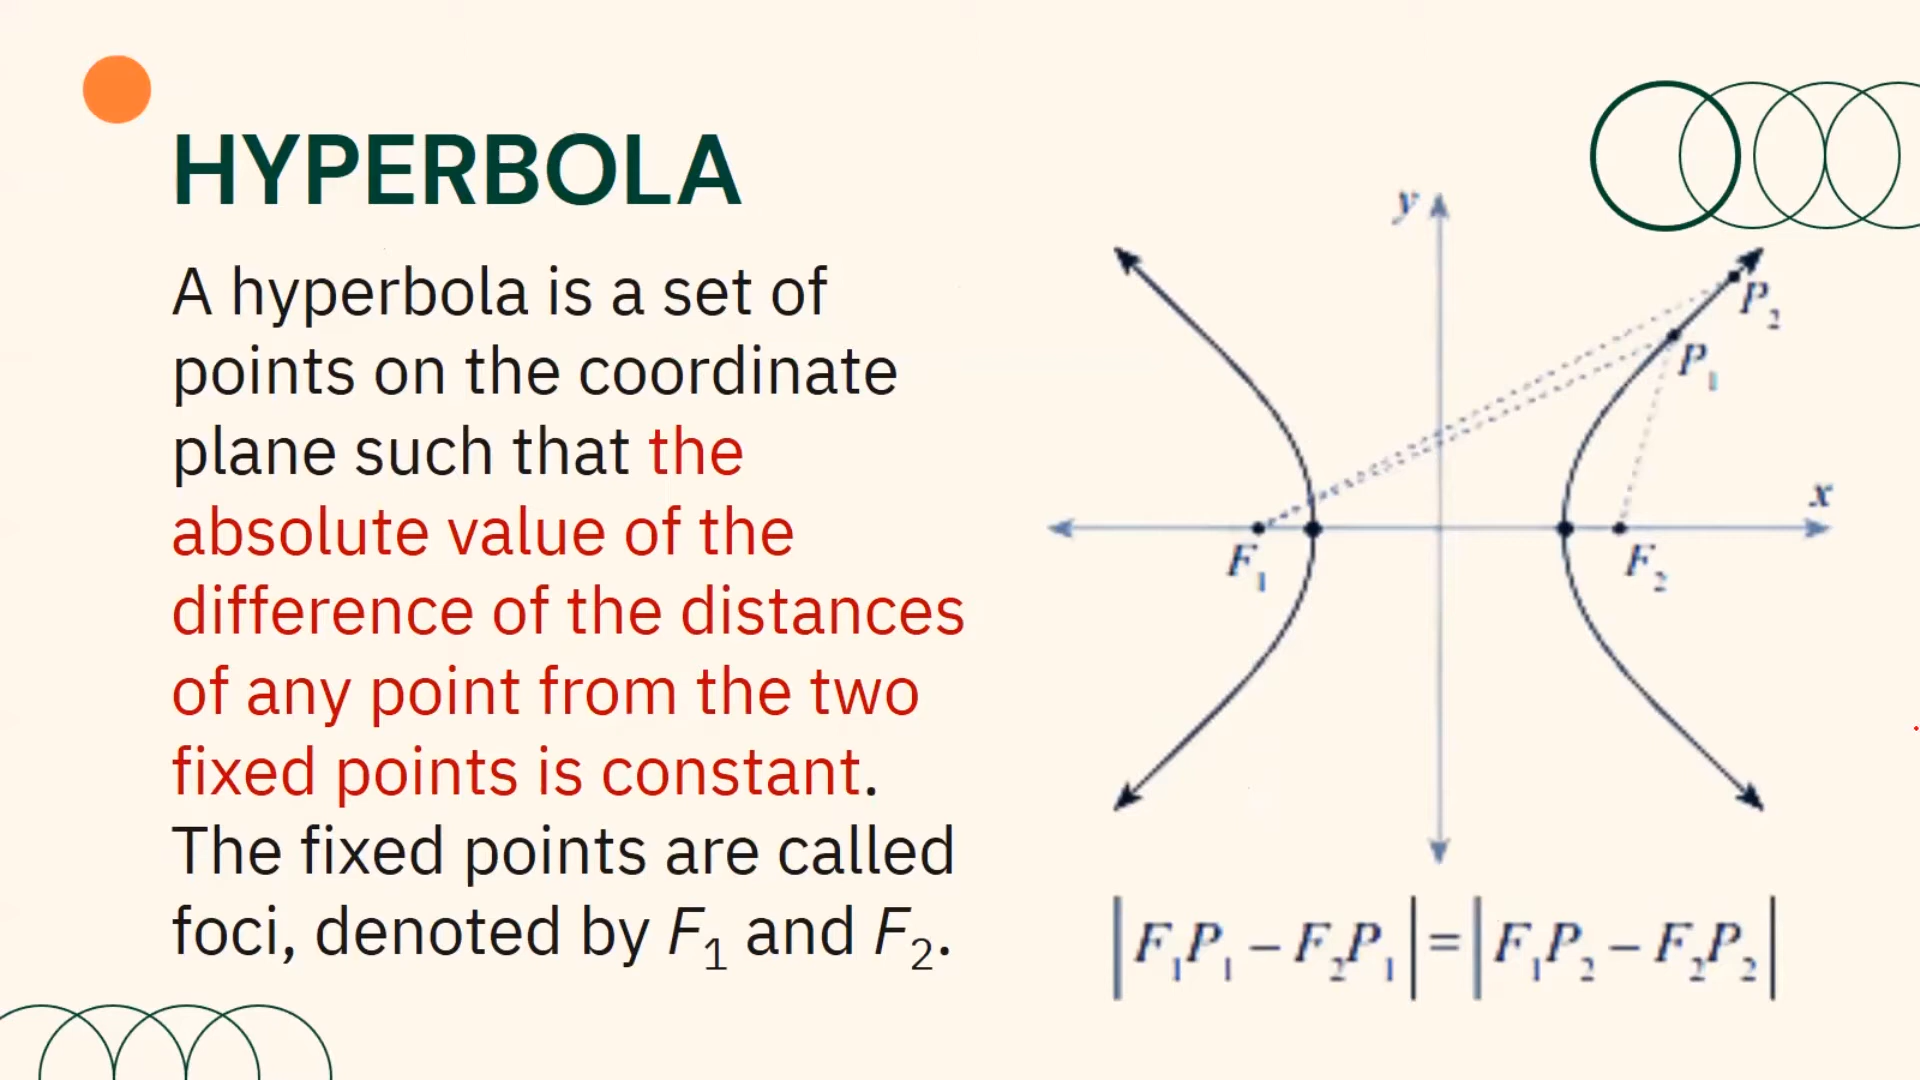 HYPERBOLA
A hyperbola is a set of
points on the coordinate
plane such that the
absolute value of the
difference of the distances
of any point from the two
fixed points is constant.
The fixed points are called
foci, denoted by F₁ and F₂.
y
P₂
P₁
x
F₁
F₂
|F₁P₁ – F₂P₁| = |F₁P₂ – F₂P₂|